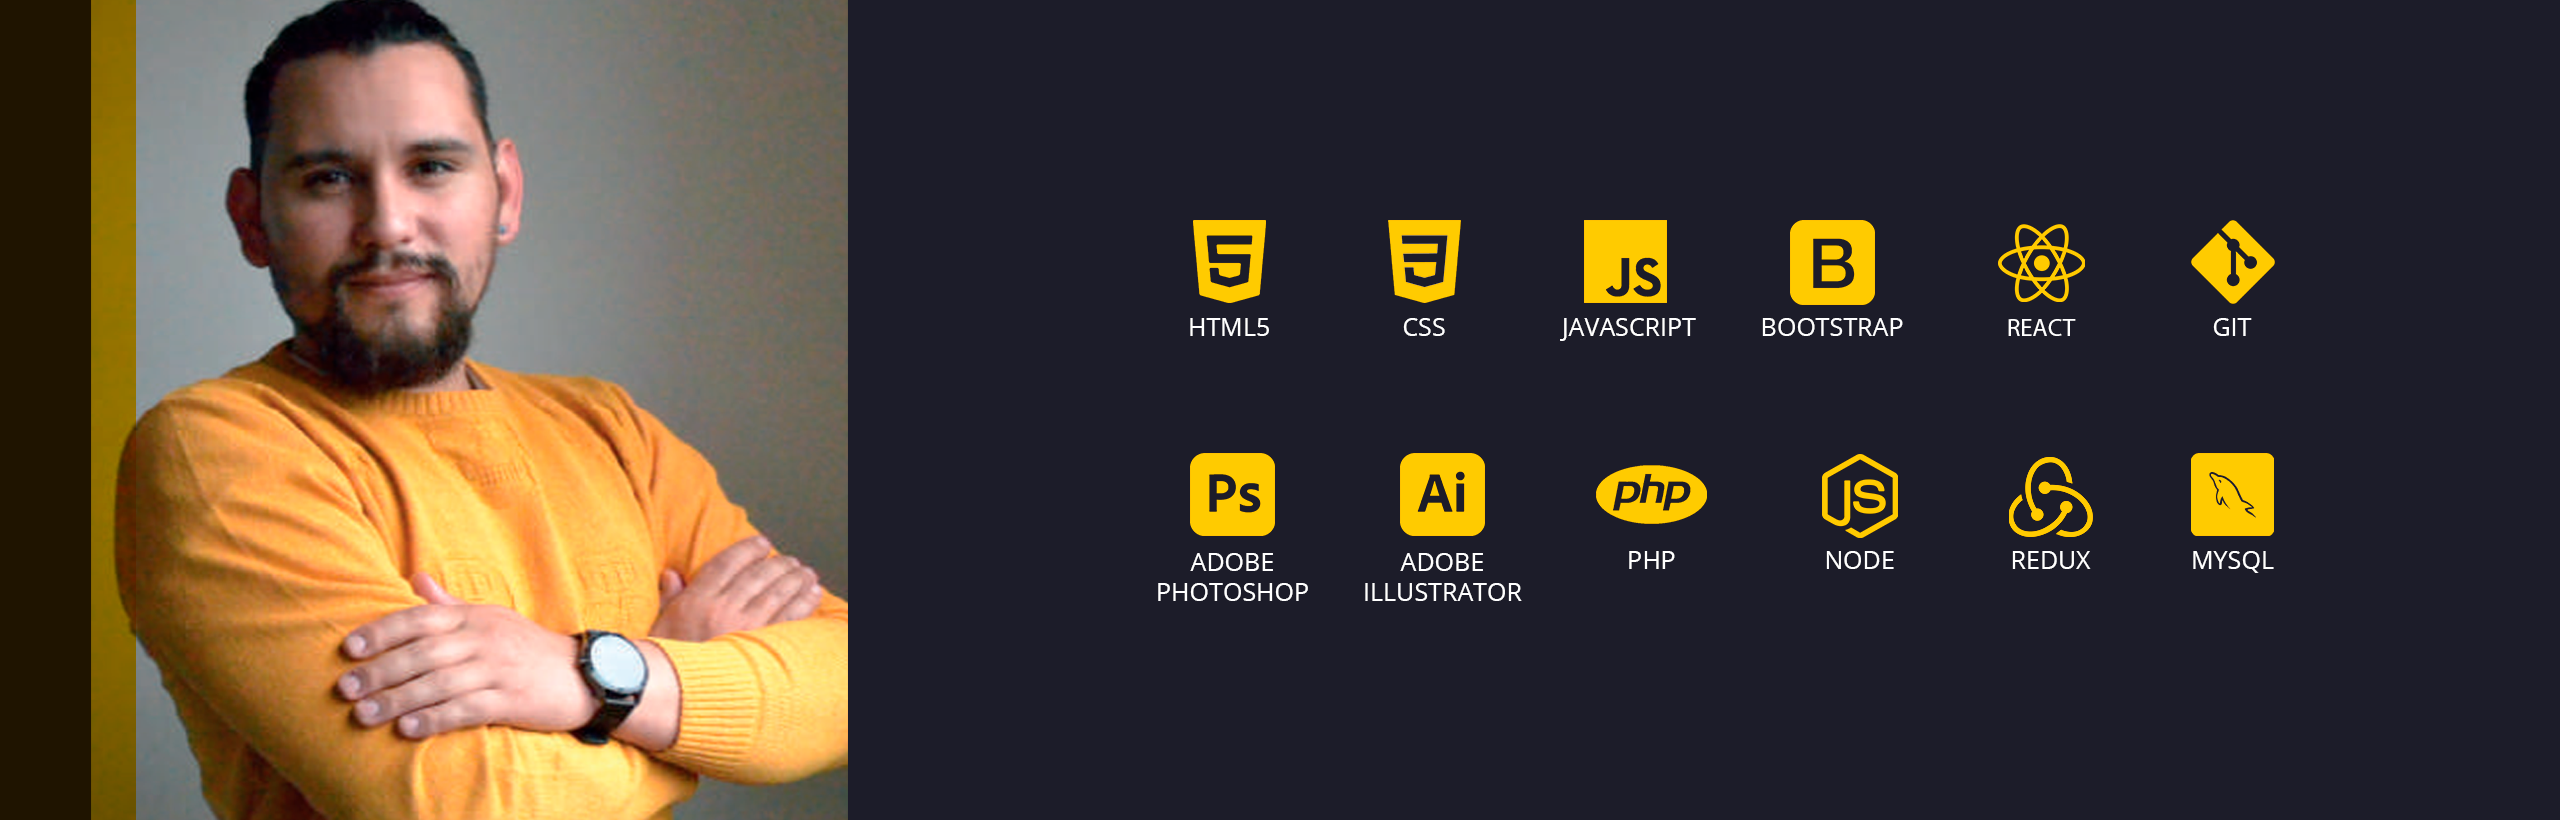 5
3
JS
B
HTML5
CSS
JAVASCRIPT
BOOTSTRAP
REACT
GIT
Ps
Ai
php
JS
ADOBE
PHOTOSHOP
ADOBE
ILLUSTRATOR
PHP
NODE
REDUX
MYSQL